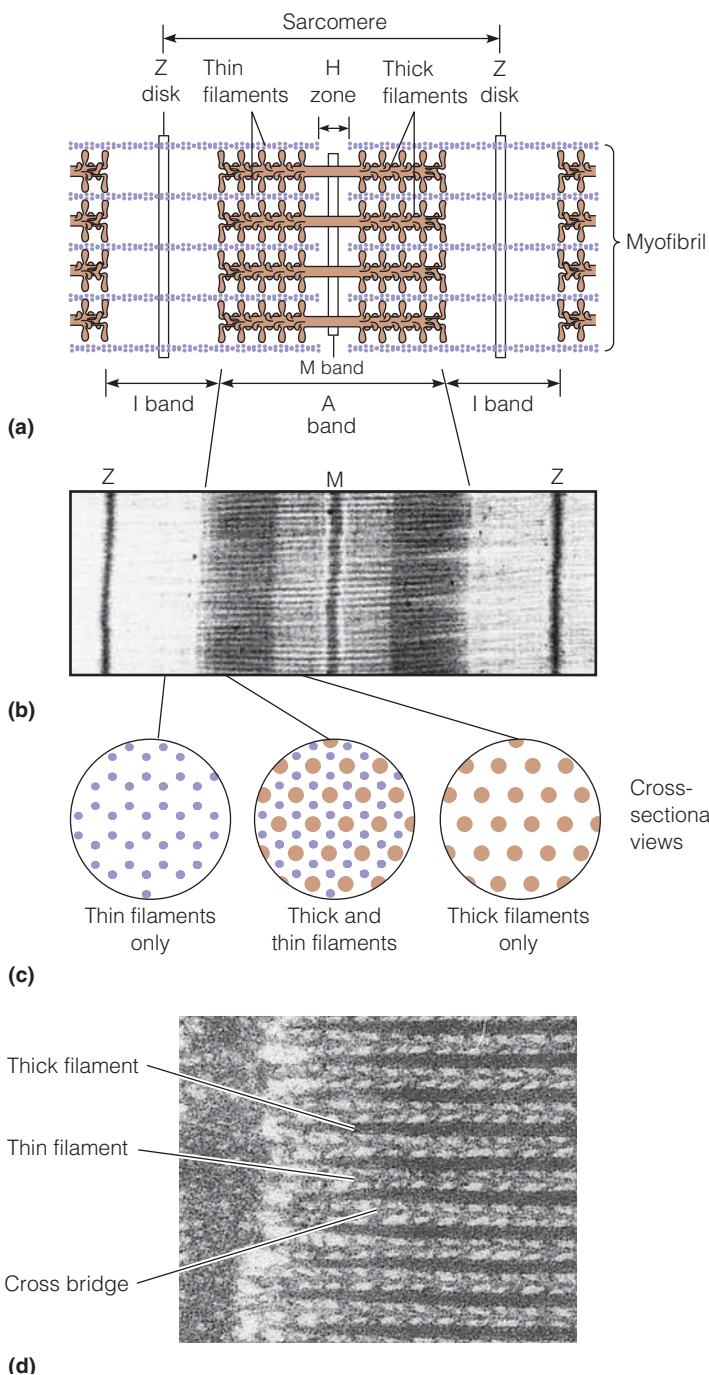 Sarcomere
Z
disk
Thin
filaments
H
zone
Thick
filaments
Z
disk
Myofibril
M band
I band
A
band
I band
(a)
Z
M
Z
(b)
Cross-
sectiona
views
Thin filaments
only
Thick and
thin filaments
Thick filaments
only
(c)
Thick filament
Thin filament
Cross bridge
(d)